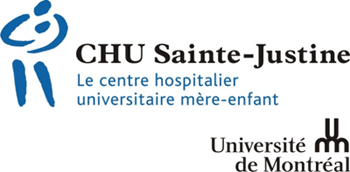 CHU Sainte-Justine
Le centre hospitalier
universitaire mère-enfant
Université
de Montréal